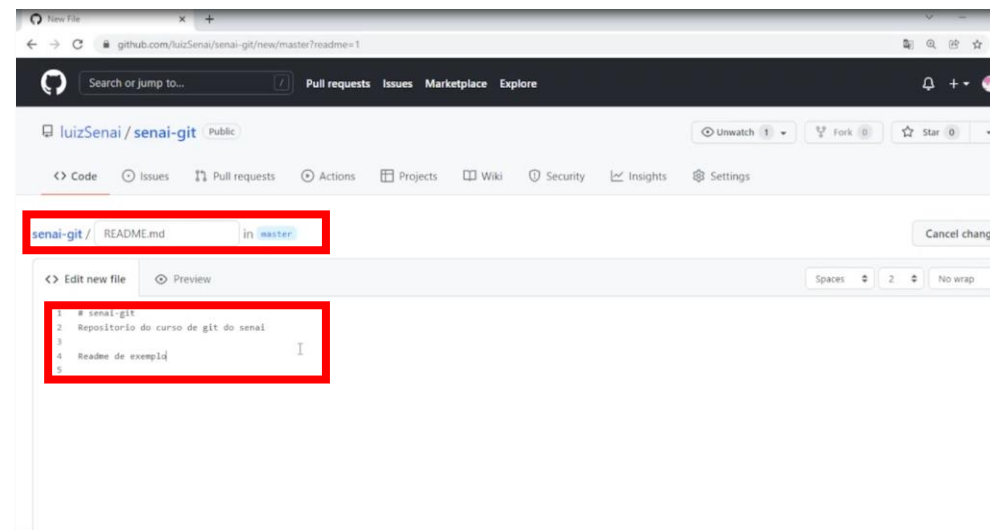 New File
github.com/luizSenai/senai-git/new/master?readme=1
Search or jump to... / Pull requests Issues Marketplace Explore
luizSenai / senai-git Public Unwatch 1 Fork 0 Star 0
<> Code Issues Pull requests Actions Projects Wiki Security Insights Settings
senai-git / README.md in master Cancel chang
<> Edit new file Preview Spaces 2 No wrap
1 # senai-git
2 Repositorio do curso de git do senai
3
4 Readme de exemplo
5